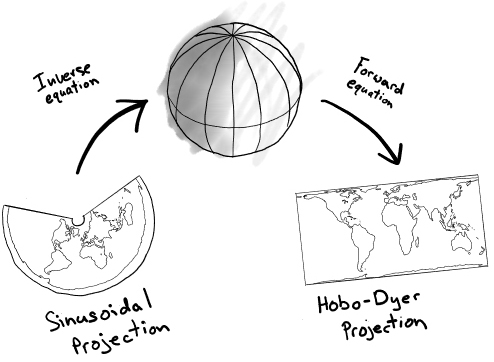 Inverse
equation
Forward
equation
Sinusoidal
Projection
Hobo-Dyer
Projection